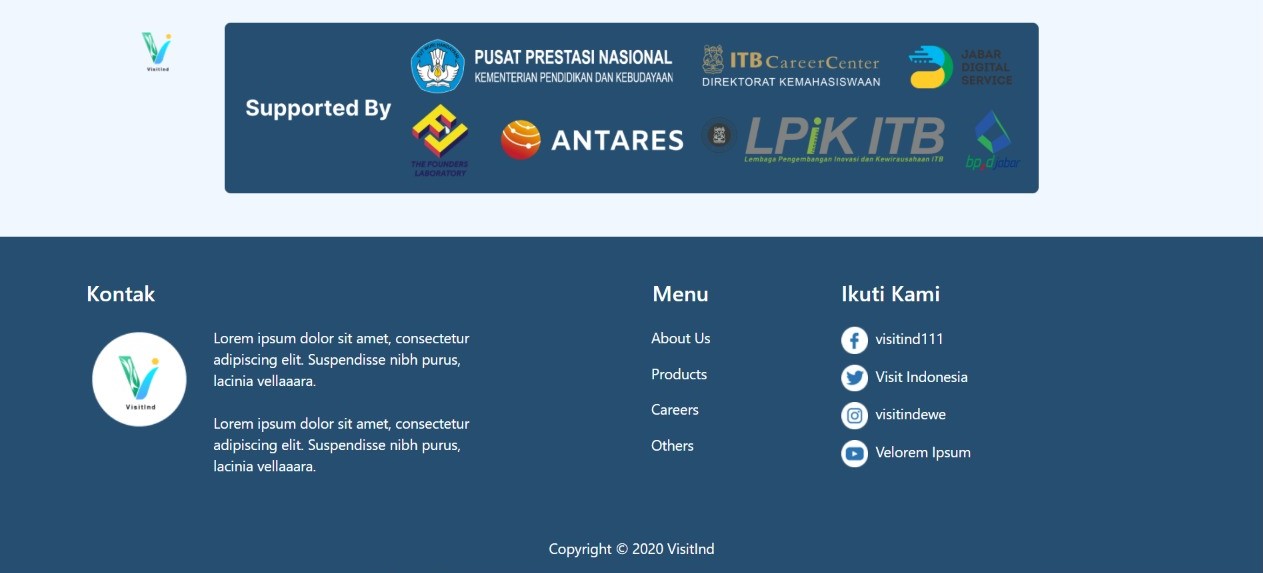 VisitInd
Supported By
PUSAT PRESTASI NASIONAL
KEMENTERIAN PENDIDIKAN DAN KEBUDAYAAN
ITB CareerCenter
DIREKTORAT KEMAHASISWAAN
JABAR
DIGITAL
SERVICE
THE FOUNDERS
LABORATORY
ANTARES
LPiK ITB
Lembaga Pengembangan Inovasi dan Kewirausahaan ITB
jabar
Kontak
VisitInd
Lorem ipsum dolor sit amet, consectetur
adipiscing elit. Suspendisse nibh purus,
lacinia vellaaara.
Lorem ipsum dolor sit amet, consectetur
adipiscing elit. Suspendisse nibh purus,
lacinia vellaaara.
Menu
About Us
Products
Careers
Others
Ikuti Kami
visitind111
Visit Indonesia
visitindewe
Velorem Ipsum
Copyright © 2020 VisitInd